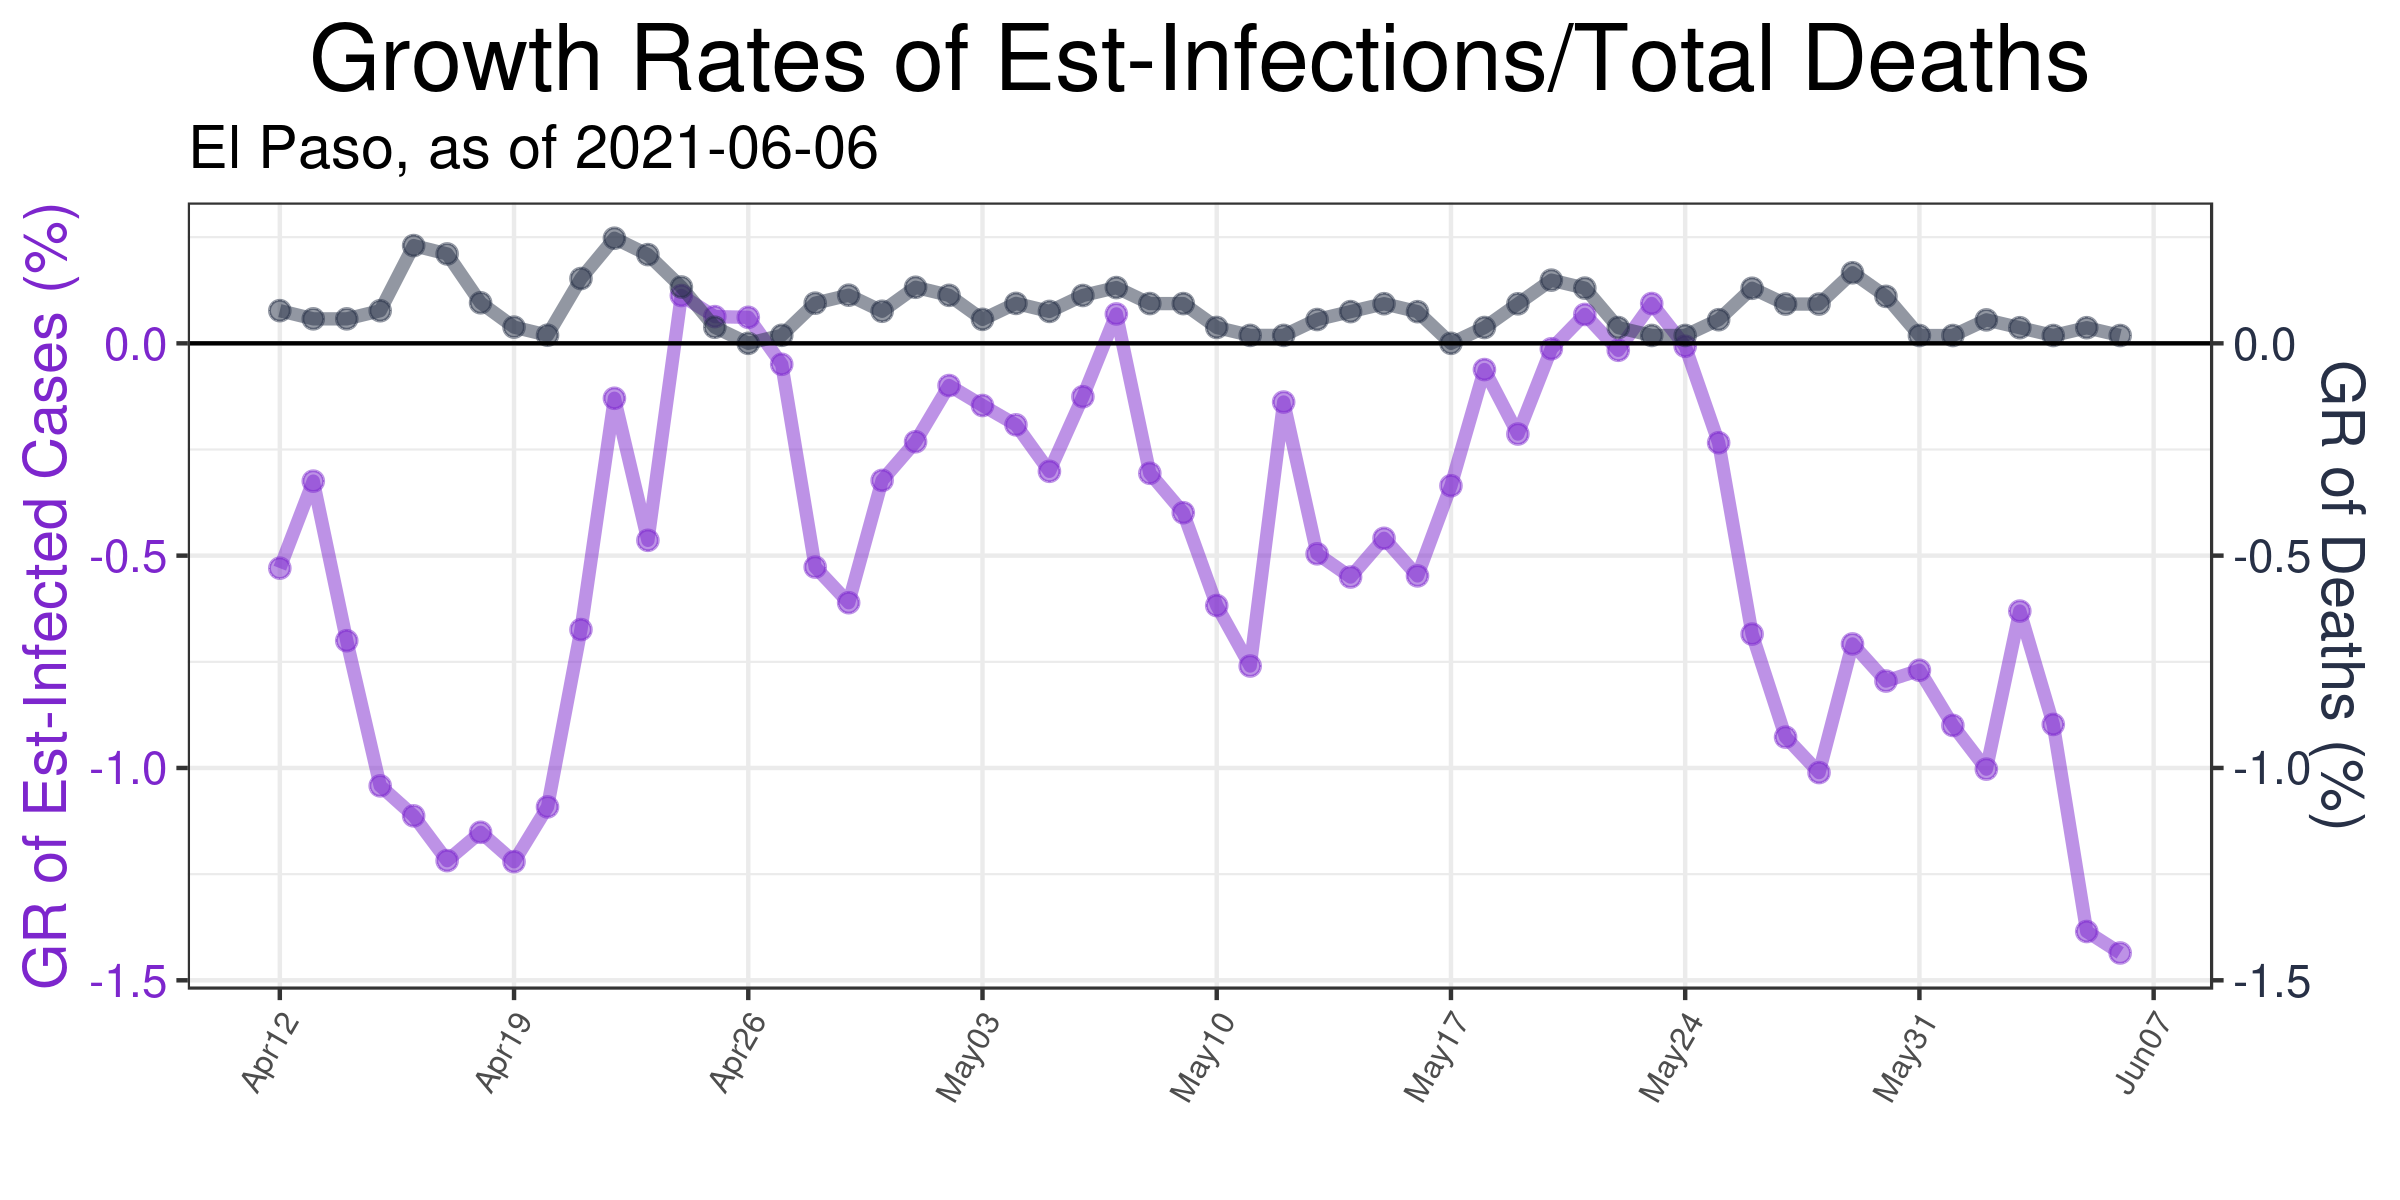 Growth Rates of Est-Infections/Total Deaths
El Paso, as of 2021-06-06
GR of Est-Infected Cases (%)
0.0
-0.5
-1.0
-1.5
0.0
-0.5
-1.0
-1.5
GR of Deaths (%)
Apr12
Apr19
Apr26
May03
May10
May17
May24
May31
Jun07